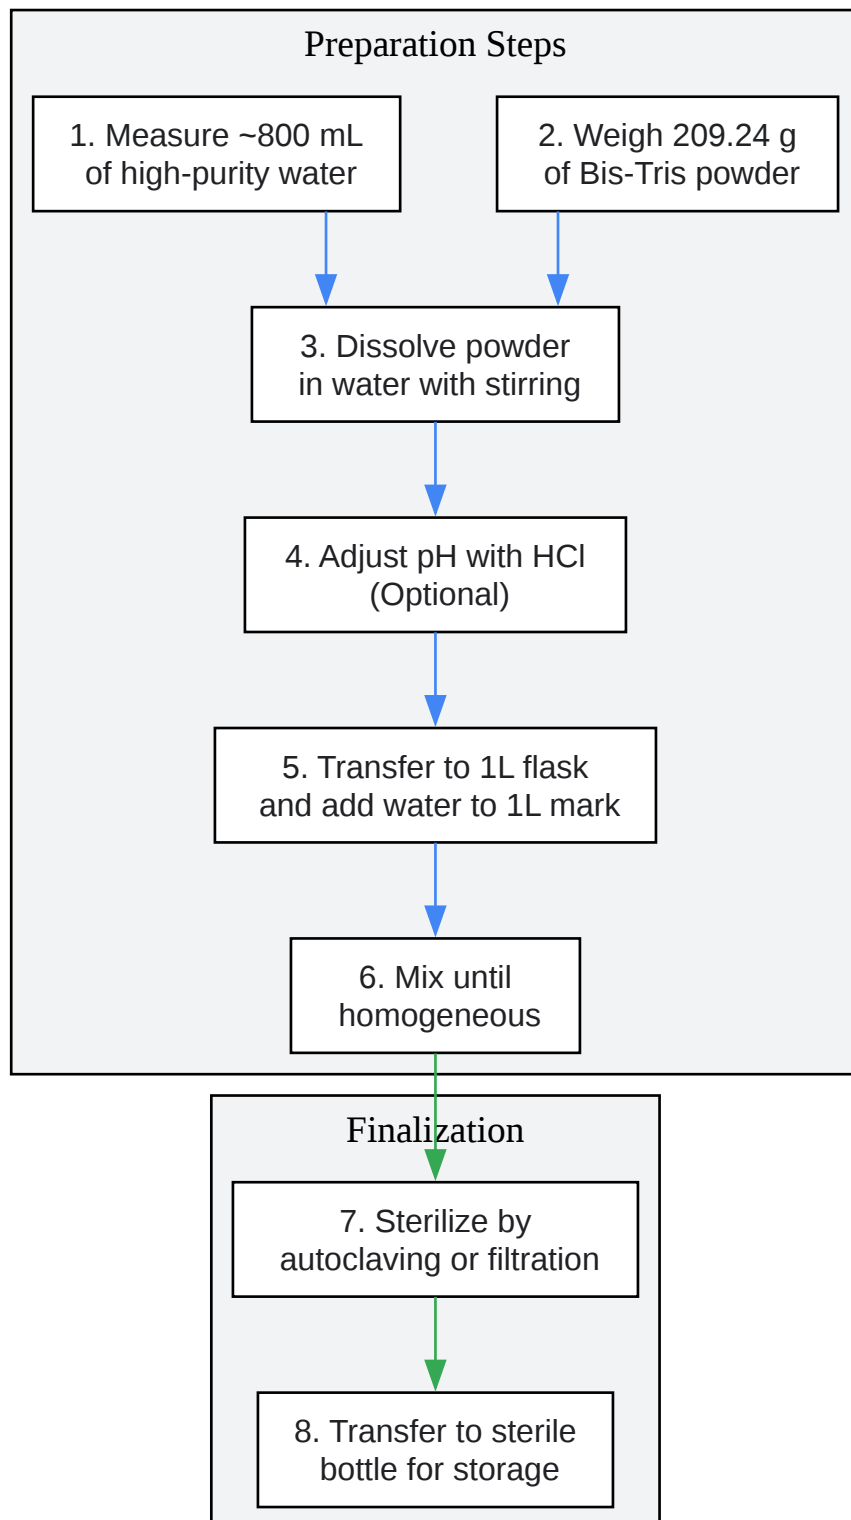 Preparation Steps
1. Measure ~800 mL
of high-purity water
2. Weigh 209.24 g
of Bis-Tris powder
3. Dissolve powder
in water with stirring
4. Adjust pH with HCl
(Optional)
5. Transfer to 1L flask
and add water to 1L mark
6. Mix until
homogeneous
Finalization
7. Sterilize by
autoclaving or filtration
8. Transfer to sterile
bottle for storage